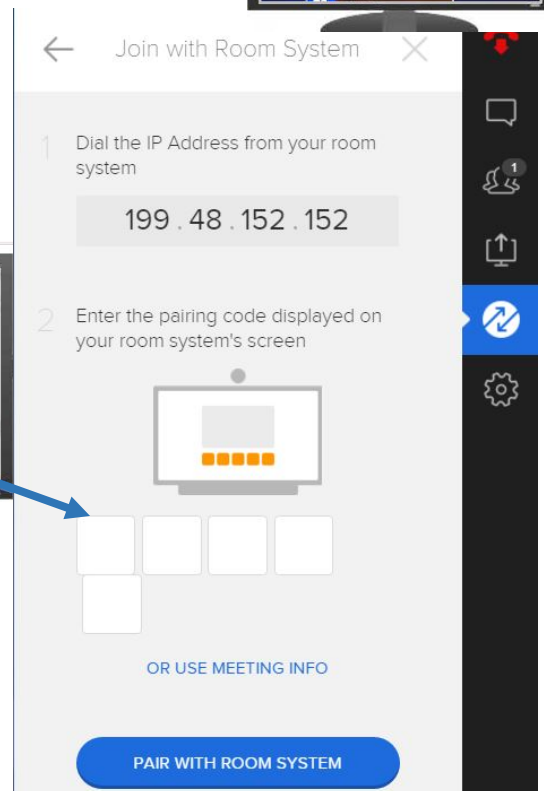 Join with Room System
1
Dial the IP Address from your room
system
199 . 48 . 152 . 152
1
2
Enter the pairing code displayed on
your room system's screen
OR USE MEETING INFO
PAIR WITH ROOM SYSTEM